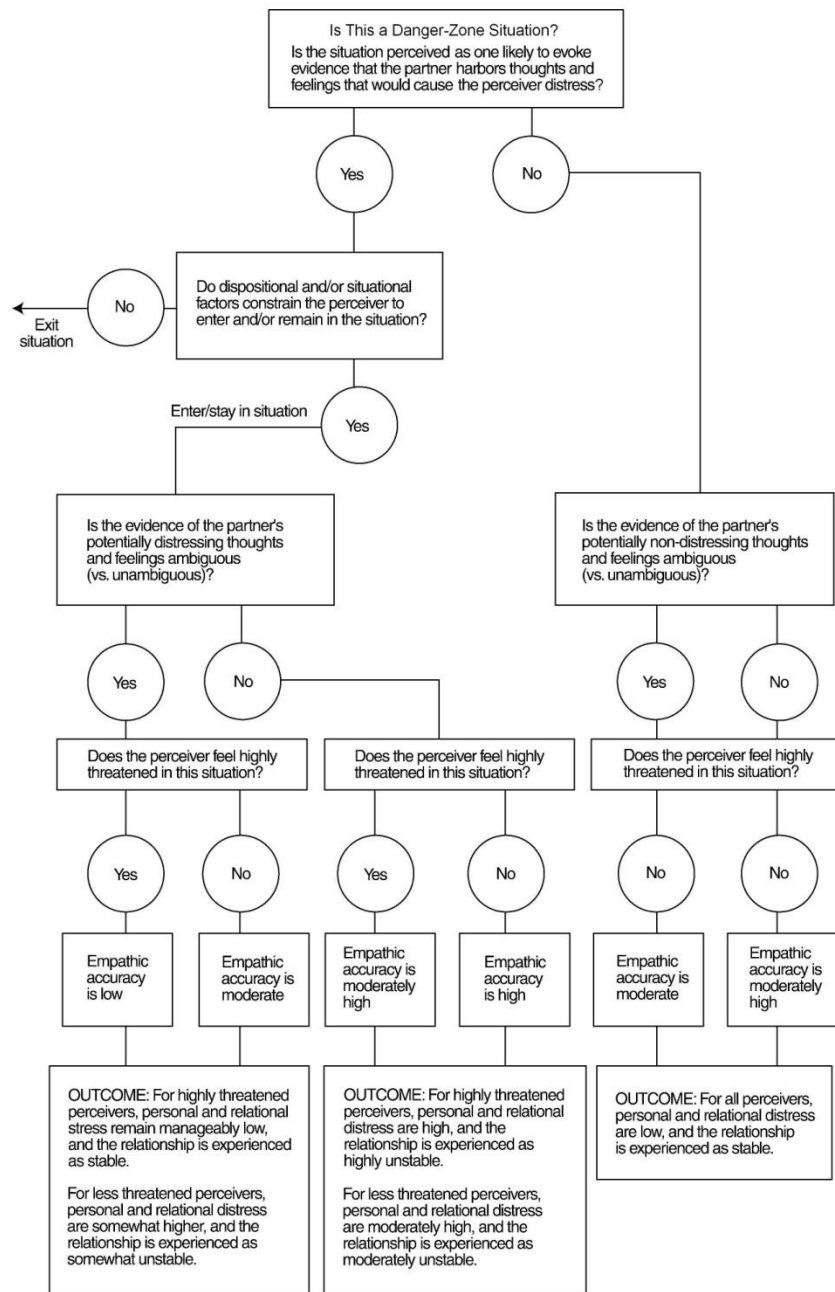 Is This a Danger-Zone Situation?
Is the situation perceived as one likely to evoke
evidence that the partner harbors thoughts and
feelings that would cause the perceiver distress?
Yes
No
Do dispositional and/or situational
factors constrain the perceiver to
enter and/or remain in the situation?
No
Exit
situation
Enter/stay in situation
Yes
Is the evidence of the partner's
potentially distressing thoughts
and feelings ambiguous
(vs. unambiguous)?
Is the evidence of the partner's
potentially non-distressing thoughts
and feelings ambiguous
(vs. unambiguous)?
Yes
No
Yes
No
Does the perceiver feel highly
threatened in this situation?
Does the perceiver feel highly
threatened in this situation?
Does the perceiver feel highly
threatened in this situation?
Yes
No
Yes
No
No
No
Empathic
accuracy
is low
Empathic
accuracy is
moderate
Empathic
accuracy is
moderately
high
Empathic
accuracy
is high
Empathic
accuracy is
moderate
Empathic
accuracy is
moderately
high
OUTCOME: For highly threatened
perceivers, personal and relational
stress remain manageably low,
and the relationship is experienced
as stable.
For less threatened perceivers,
personal and relational distress
are somewhat higher, and the
relationship is experienced as
somewhat unstable.
OUTCOME: For highly threatened
perceivers, personal and relational
distress are high, and the
relationship is experienced as
highly unstable.
For less threatened perceivers,
personal and relational distress
are moderately high, and the
relationship is experienced as
moderately unstable.
OUTCOME: For all perceivers,
personal and relational distress
are low, and the relationship
is experienced as stable.